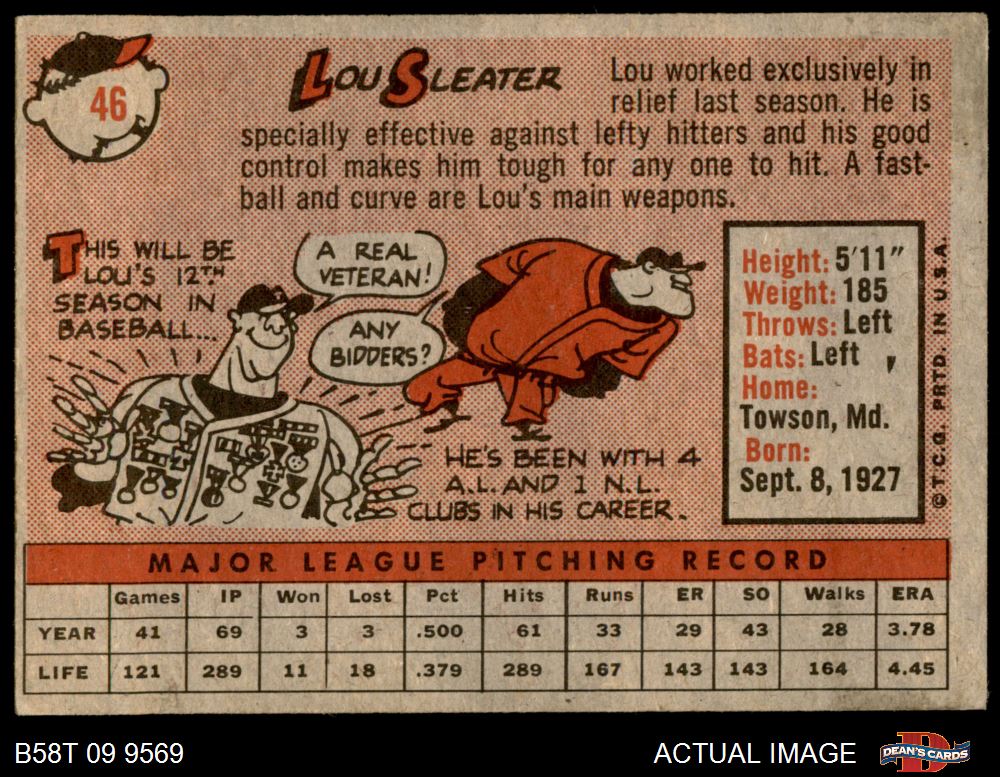 46
LOU SLEATER
Lou worked exclusively in
relief last season. He is
specially effective against lefty hitters and his good
control makes him tough for any one to hit. A fast-
ball and curve are Lou's main weapons.
THIS WILL BE
LOU'S 12TH
SEASON IN
BASEBALL...
A REAL
VETERAN!
ANY
BIDDERS?
HE'S BEEN WITH 4
A.L. AND 1 N.L.
CLUBS IN HIS CAREER.
Height: 5'11"
Weight: 185
Throws: Left
Bats: Left
Home:
Towson, Md.
Born:
Sept. 8, 1927
© T.C.G. PRTD. IN U.S.A.
MAJOR LEAGUE PITCHING RECORD
Games IP Won Lost Pct Hits Runs ER SO Walks ERA
YEAR 41 69 3 3 .500 61 33 29 43 28 3.78
LIFE 121 289 11 18 .379 289 167 143 143 164 4.45
B58T 09 9569
ACTUAL IMAGE
DEAN'S CARDS